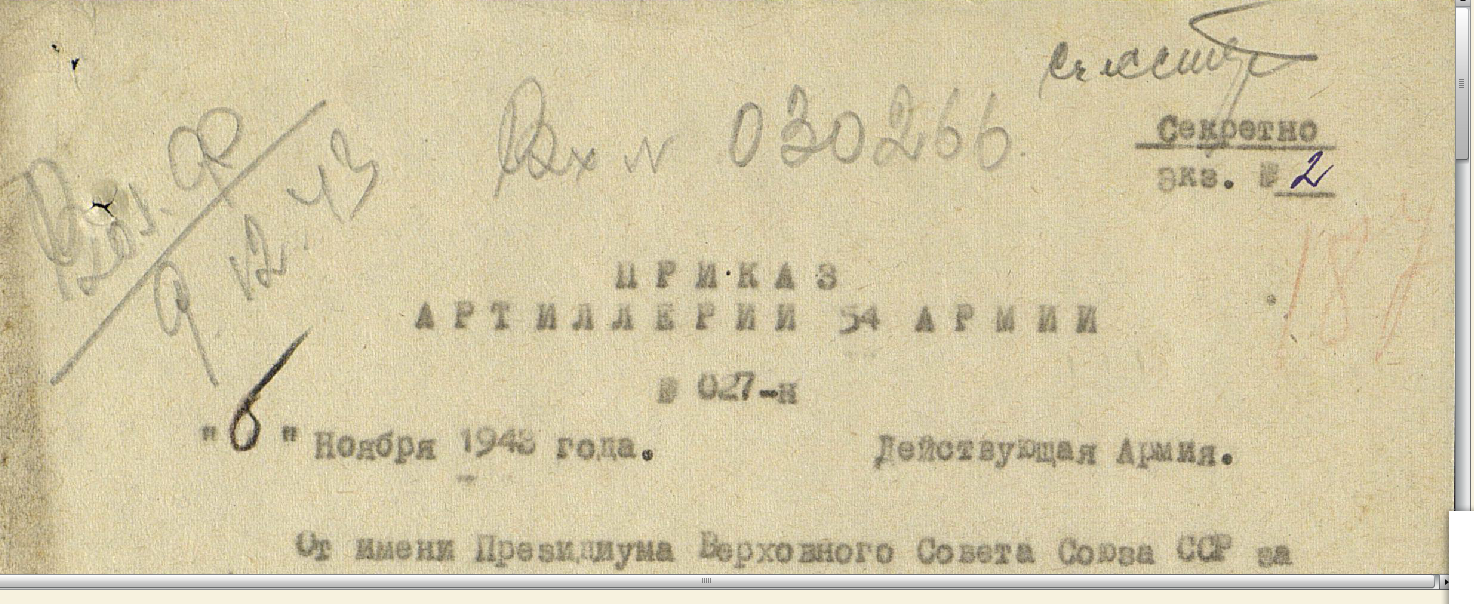 Вх № 030266
Секретно
экз. № 2
9.12.43
187
ПРИКАЗ
АРТИЛЛЕРИИ 54 АРМИИ
№ 027-н
"6" Ноября 1943 года. Действующая Армия.
От имени Президиума Верховного Совета Союза ССР за